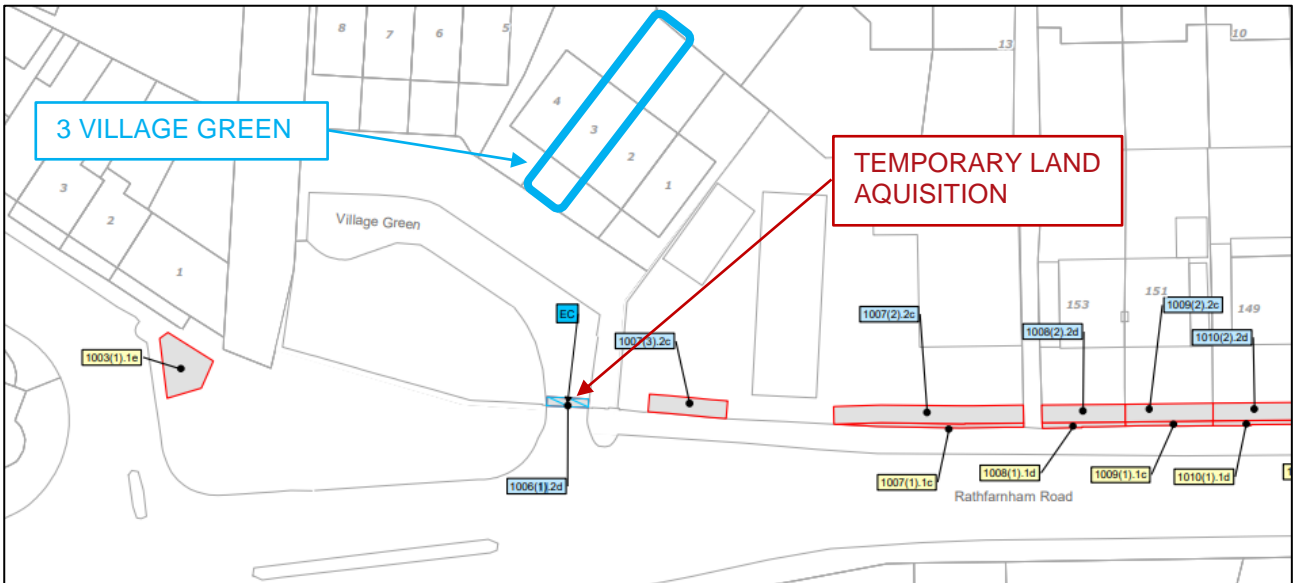 8
7
6
5
13
10
3 VILLAGE GREEN
4
3
2
1
TEMPORARY LAND
AQUISITION
3
2
1
Village Green
EC
1007(3).2c
1007(2).2c
153
151
149
1009(2).2c
1008(2).2d
1010(2).2d
1003(1).1e
1006(1).2d
1007(1).1c
1008(1).1d
1009(1).1c
1010(1).1d
Rathfarnham Road